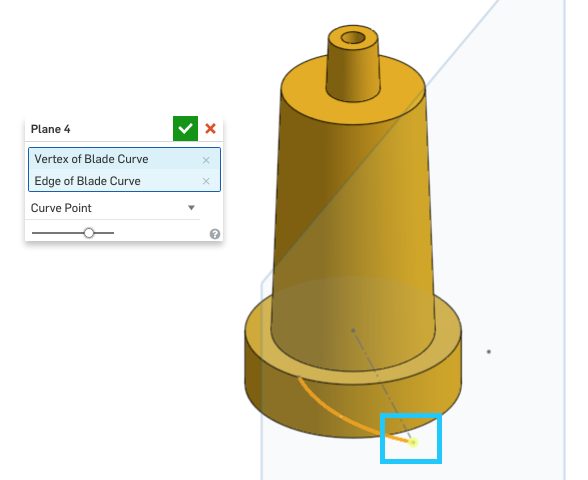 Plane 4
Vertex of Blade Curve
Edge of Blade Curve
Curve Point